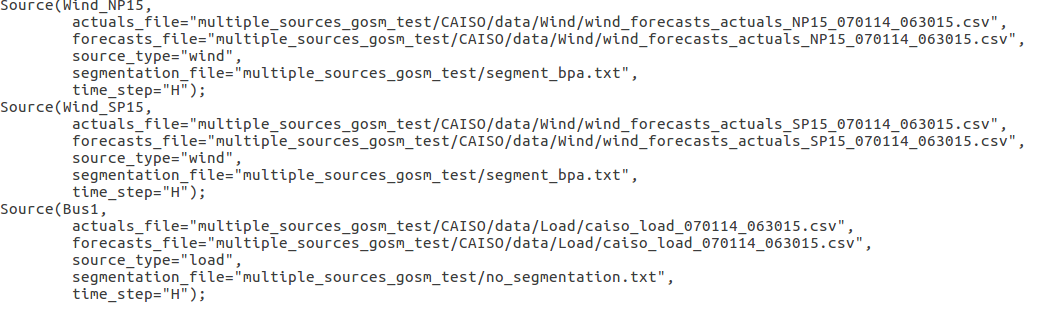 Source(Wind_NP15,
        actuals_file="multiple_sources_gosm_test/CAISO/data/Wind/wind_forecasts_actuals_NP15_070114_063015.csv",
        forecasts_file="multiple_sources_gosm_test/CAISO/data/Wind/wind_forecasts_actuals_NP15_070114_063015.csv",
        source_type="wind",
        segmentation_file="multiple_sources_gosm_test/segment_bpa.txt",
        time_step="H");
Source(Wind_SP15,
        actuals_file="multiple_sources_gosm_test/CAISO/data/Wind/wind_forecasts_actuals_SP15_070114_063015.csv",
        forecasts_file="multiple_sources_gosm_test/CAISO/data/Wind/wind_forecasts_actuals_SP15_070114_063015.csv",
        source_type="wind",
        segmentation_file="multiple_sources_gosm_test/segment_bpa.txt",
        time_step="H");
Source(Bus1,
        actuals_file="multiple_sources_gosm_test/CAISO/data/Load/caiso_load_070114_063015.csv",
        forecasts_file="multiple_sources_gosm_test/CAISO/data/Load/caiso_load_070114_063015.csv",
        source_type="load",
        segmentation_file="multiple_sources_gosm_test/no_segmentation.txt",
        time_step="H");